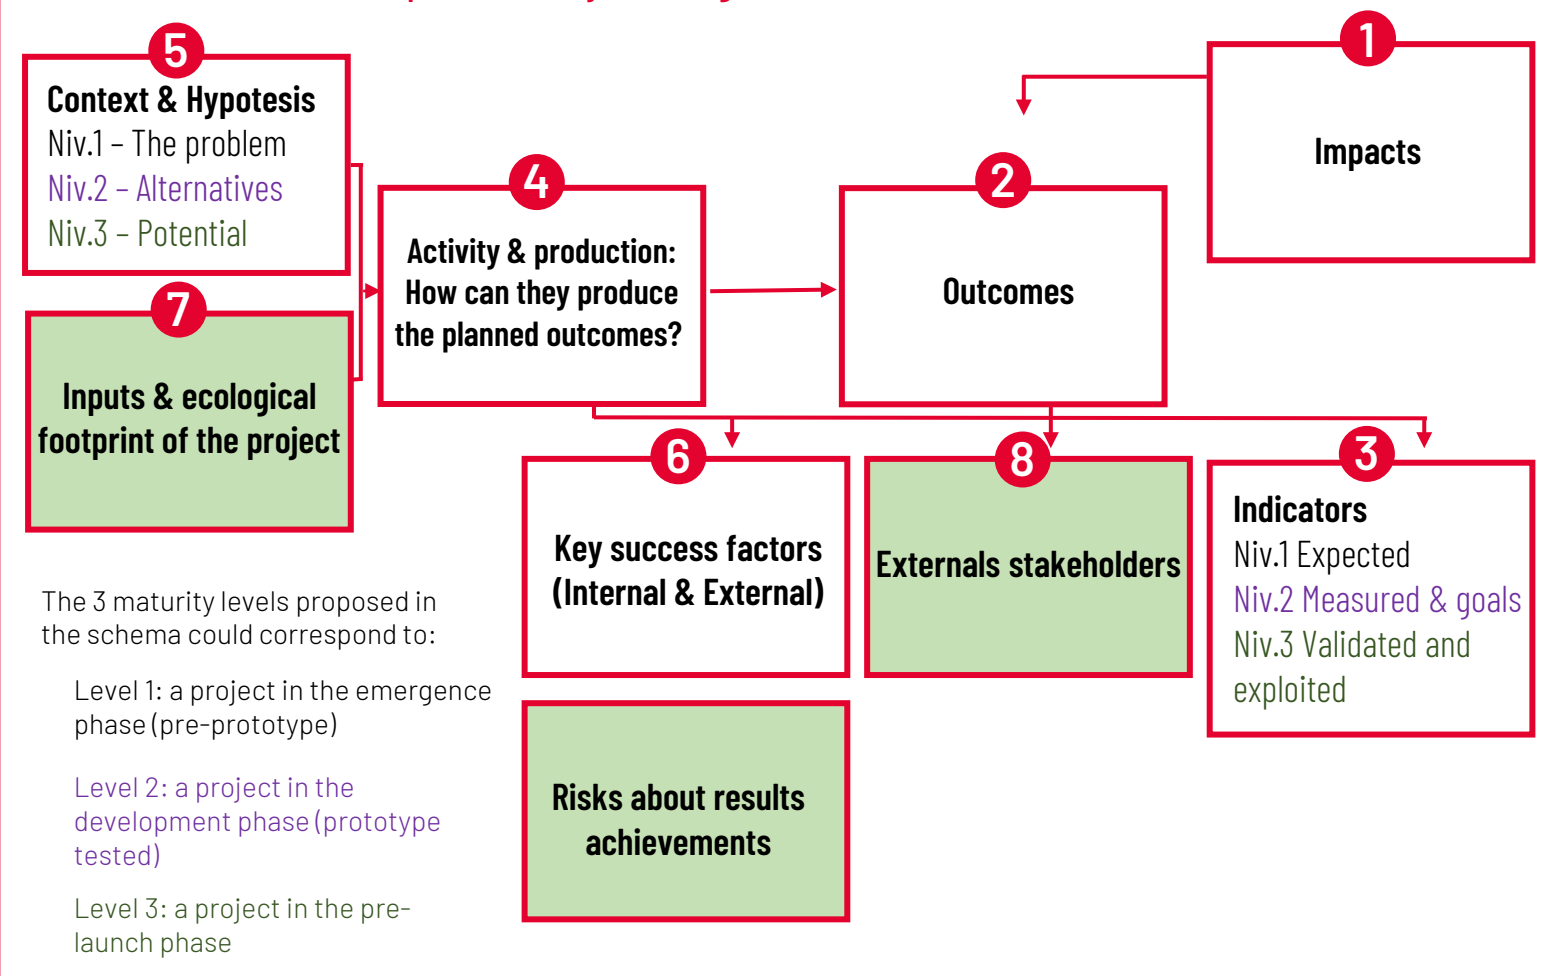 5
Context & Hypotesis
Niv.1 – The problem
Niv.2 – Alternatives
Niv.3 – Potential
7
Inputs & ecological
footprint of the project
4
Activity & production:
How can they produce
the planned outcomes?
2
Outcomes
1
Impacts
6
Key success factors
(Internal & External)
8
Externals stakeholders
3
Indicators
Niv.1 Expected
Niv.2 Measured & goals
Niv.3 Validated and
exploited
Risks about results
achievements
The 3 maturity levels proposed in
the schema could correspond to:
Level 1: a project in the emergence
phase (pre-prototype)
Level 2: a project in the
development phase (prototype
tested)
Level 3: a project in the pre-
launch phase